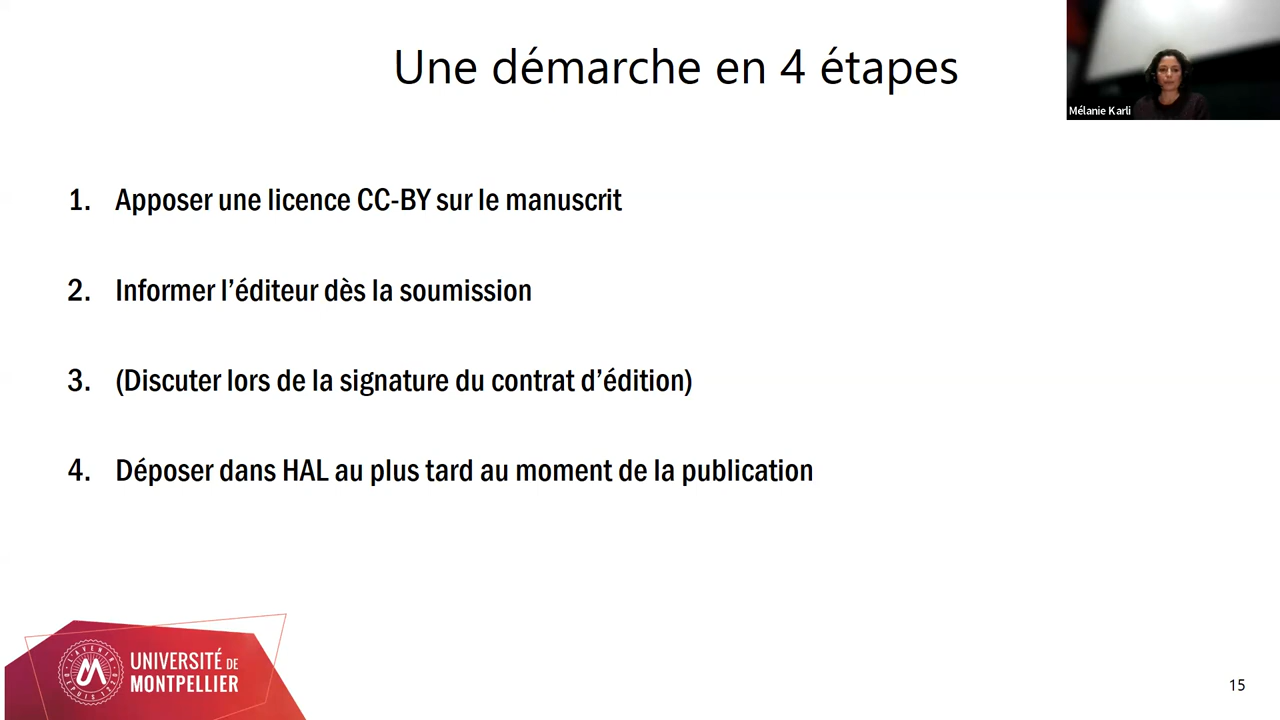 Une démarche en 4 étapes
Mélanie Karli
1. Apposer une licence CC-BY sur le manuscrit
2. Informer l’éditeur dès la soumission
3. (Discuter lors de la signature du contrat d’édition)
4. Déposer dans HAL au plus tard au moment de la publication
UNIVERSITÉ DE
MONTPELLIER
15